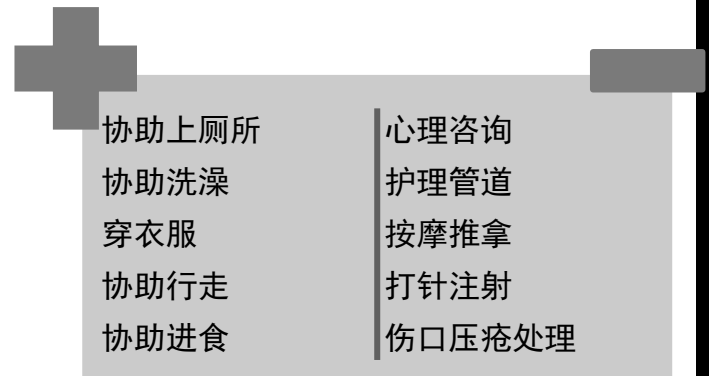 协助上厕所
协助洗澡
穿衣服
协助行走
协助进食
心理咨询
护理管道
按摩推拿
打针注射
伤口压疮处理